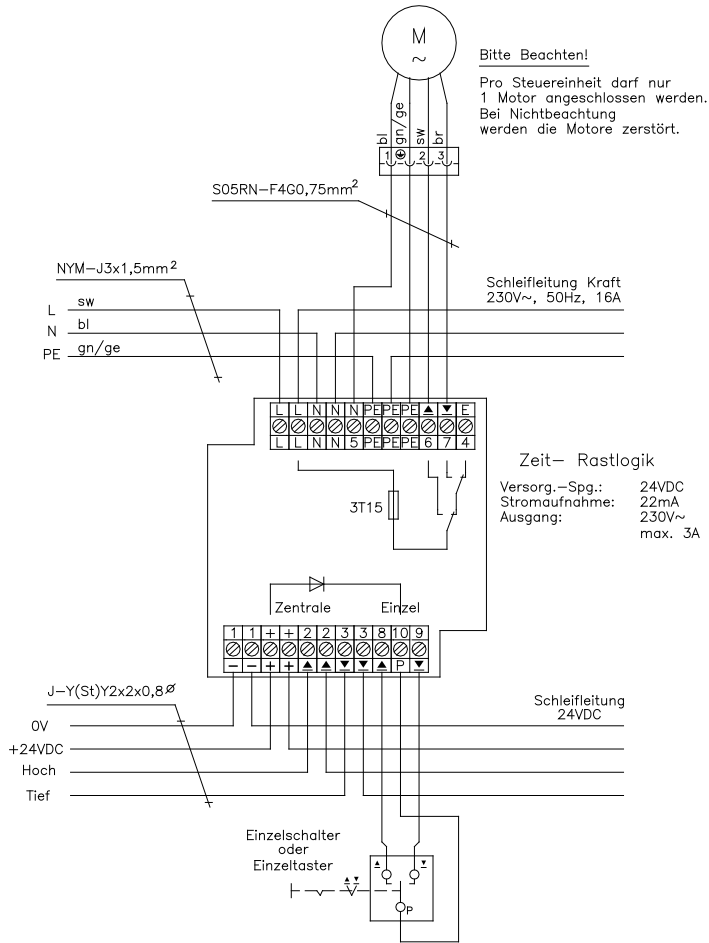 M
~
Bitte Beachten!
Pro Steuereinheit darf nur
1 Motor angeschlossen werden.
Bei Nichtbeachtung
werden die Motore zerstört.
bl gn/ge sw br
1 2 3
S05RN-F4G0,75mm²
NYM-J3x1,5mm²
Schleifleitung Kraft
230V~, 50Hz, 16A
L sw
N bl
PE gn/ge
L L N N N PE PE PE ▲ ▼ E
L L N N 5 PE PE PE 6 7 4
Zeit- Rastlogik
Versorg.-Spg.: 24VDC
Stromaufnahme: 22mA
Ausgang: 230V~
max. 3A
3T15
Zentrale Einzel
1 1 + + 2 2 3 3 8 10 9
- - + + ▲ ▲ ▼ ▼ ▲ P ▼
J-Y(St)Y2x2x0,8Ø
Schleifleitung
24VDC
0V
+24VDC
Hoch
Tief
Einzelschalter
oder
Einzeltaster
▲ ▼
▲ ▼
P